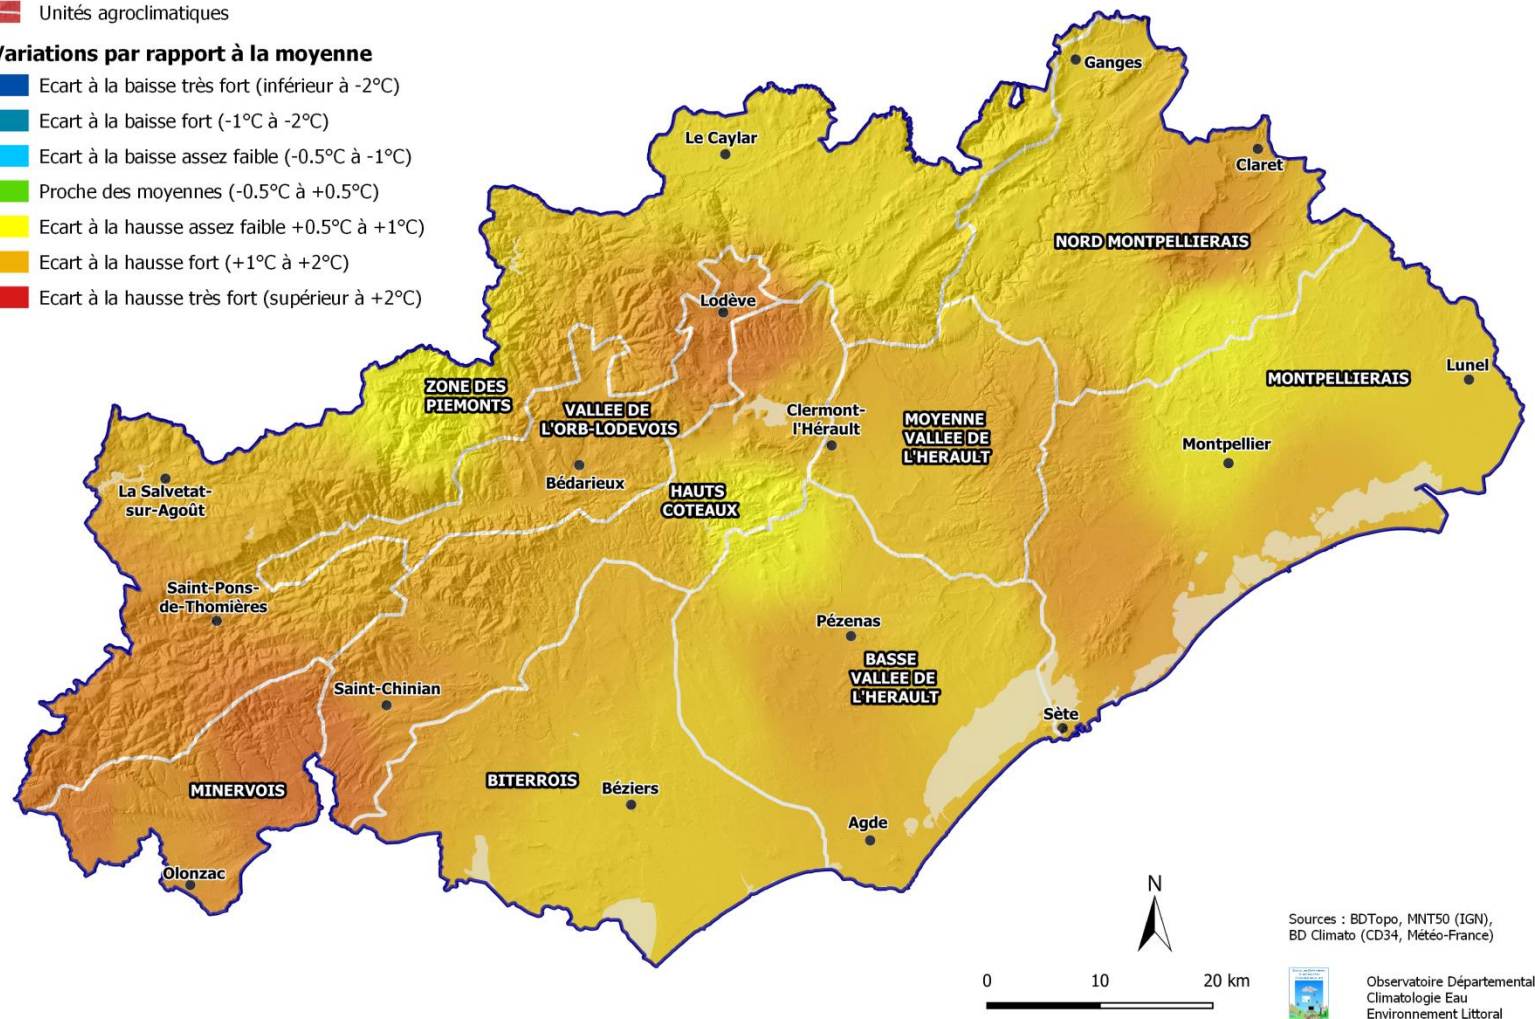 Unités agroclimatiques
Variations par rapport à la moyenne
Ecart à la baisse très fort (inférieur à -2°C)
Ecart à la baisse fort (-1°C à -2°C)
Ecart à la baisse assez faible (-0.5°C à -1°C)
Proche des moyennes (-0.5°C à +0.5°C)
Ecart à la hausse assez faible +0.5°C à +1°C)
Ecart à la hausse fort (+1°C à +2°C)
Ecart à la hausse très fort (supérieur à +2°C)
Ganges
Le Caylar
Claret
NORD MONTPELLIERAIS
Lodève
Lunel
MONTPELLIERAIS
ZONE DES
PIEMONTS
VALLEE DE
L'ORB-LODEVOIS
Clermont-
l'Hérault
MOYENNE
VALLEE DE
L'HERAULT
Montpellier
La Salvetat-
sur-Agoût
Bédarieux
HAUTS
COTEAUX
Saint-Pons-
de-Thomières
Pézenas
BASSE
VALLEE DE
L'HERAULT
Saint-Chinian
Sète
MINERVOIS
BITERROIS
Béziers
Agde
Olonzac
N
0 10 20 km
Sources : BDTopo, MNT50 (IGN),
BD Climato (CD34, Météo-France)
Observatoire Départemental
Climatologie Eau
Environnement Littoral